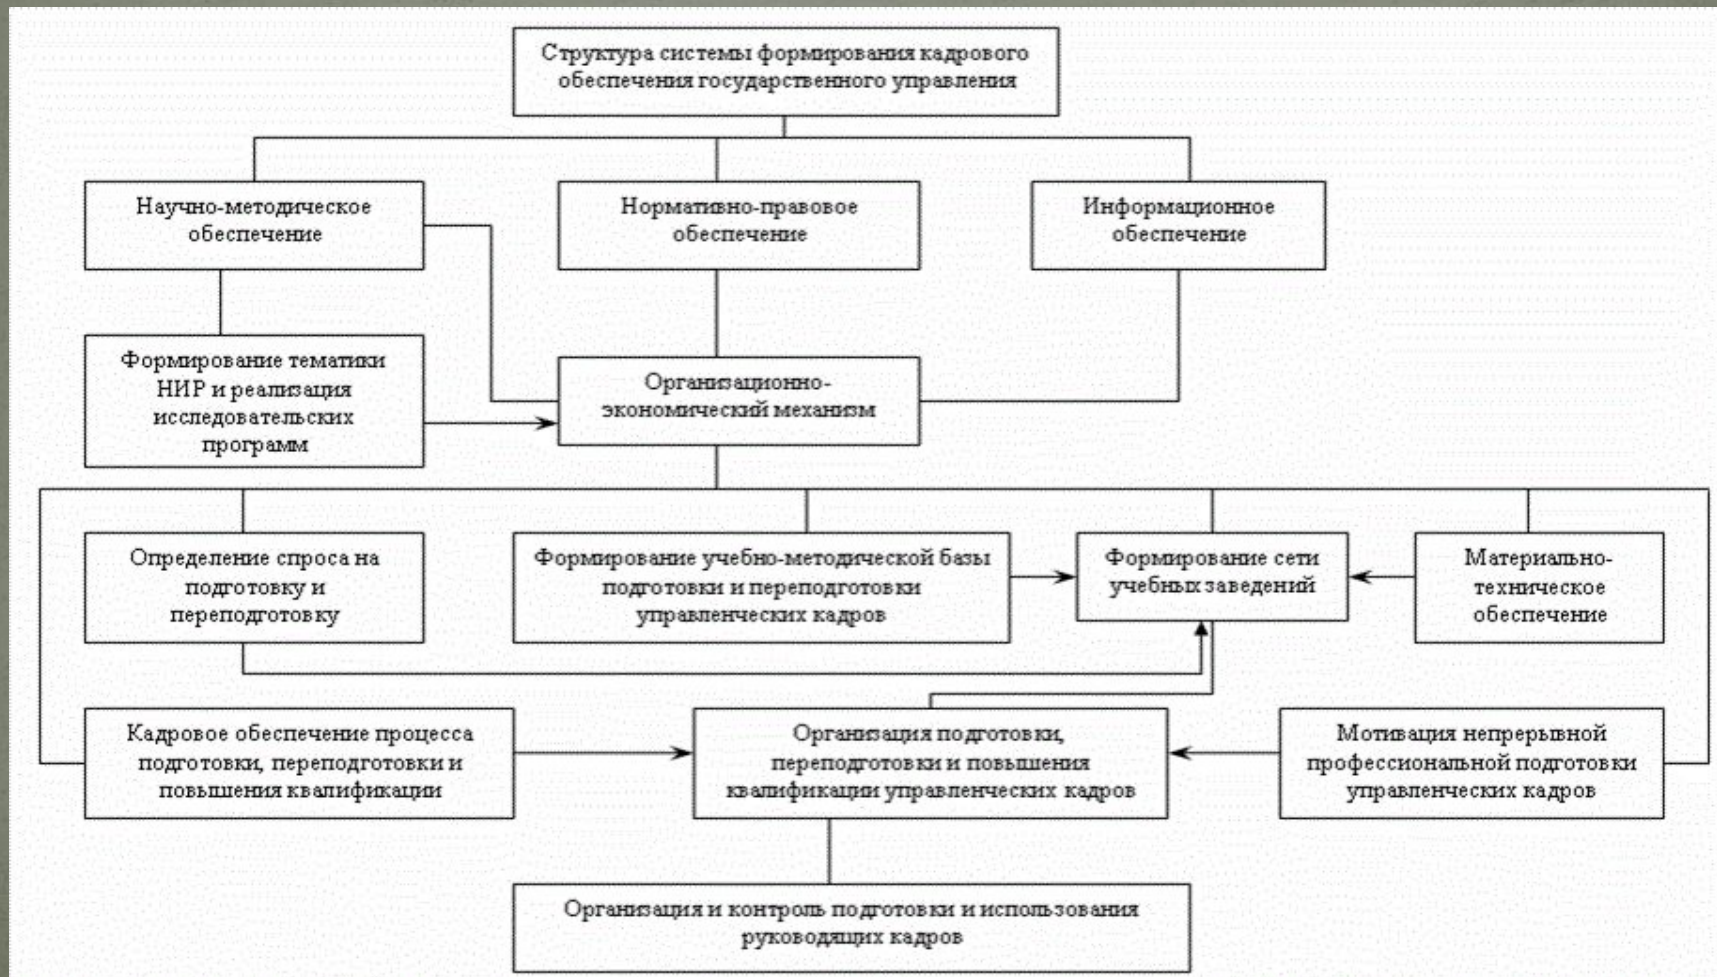 Структура системы формирования кадрового
обеспечения государственного управления
Научно-методическое
обеспечение
Нормативно-правовое
обеспечение
Информационное
обеспечение
Формирование тематики
НИР и реализация
исследовательских
программ
Организационно-
экономический механизм
Определение спроса на
подготовку и
переподготовку
Формирование учебно-методической базы
подготовки и переподготовки
управленческих кадров
Формирование сети
учебных заведений
Материально-
техническое
обеспечение
Кадровое обеспечение процесса
подготовки, переподготовки и
повышения квалификации
Организация подготовки,
переподготовки и повышения
квалификации управленческих кадров
Мотивация непрерывной
профессиональной подготовки
управленческих кадров
Организация и контроль подготовки и использования
руководящих кадров